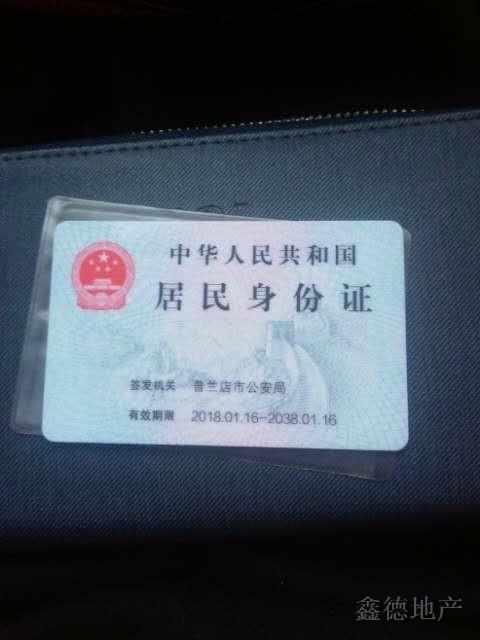 中华人民共和国
居民身份证
签发机关 普兰店市公安局
有效期限 2018.01.16-2038.01.16
鑫德地产